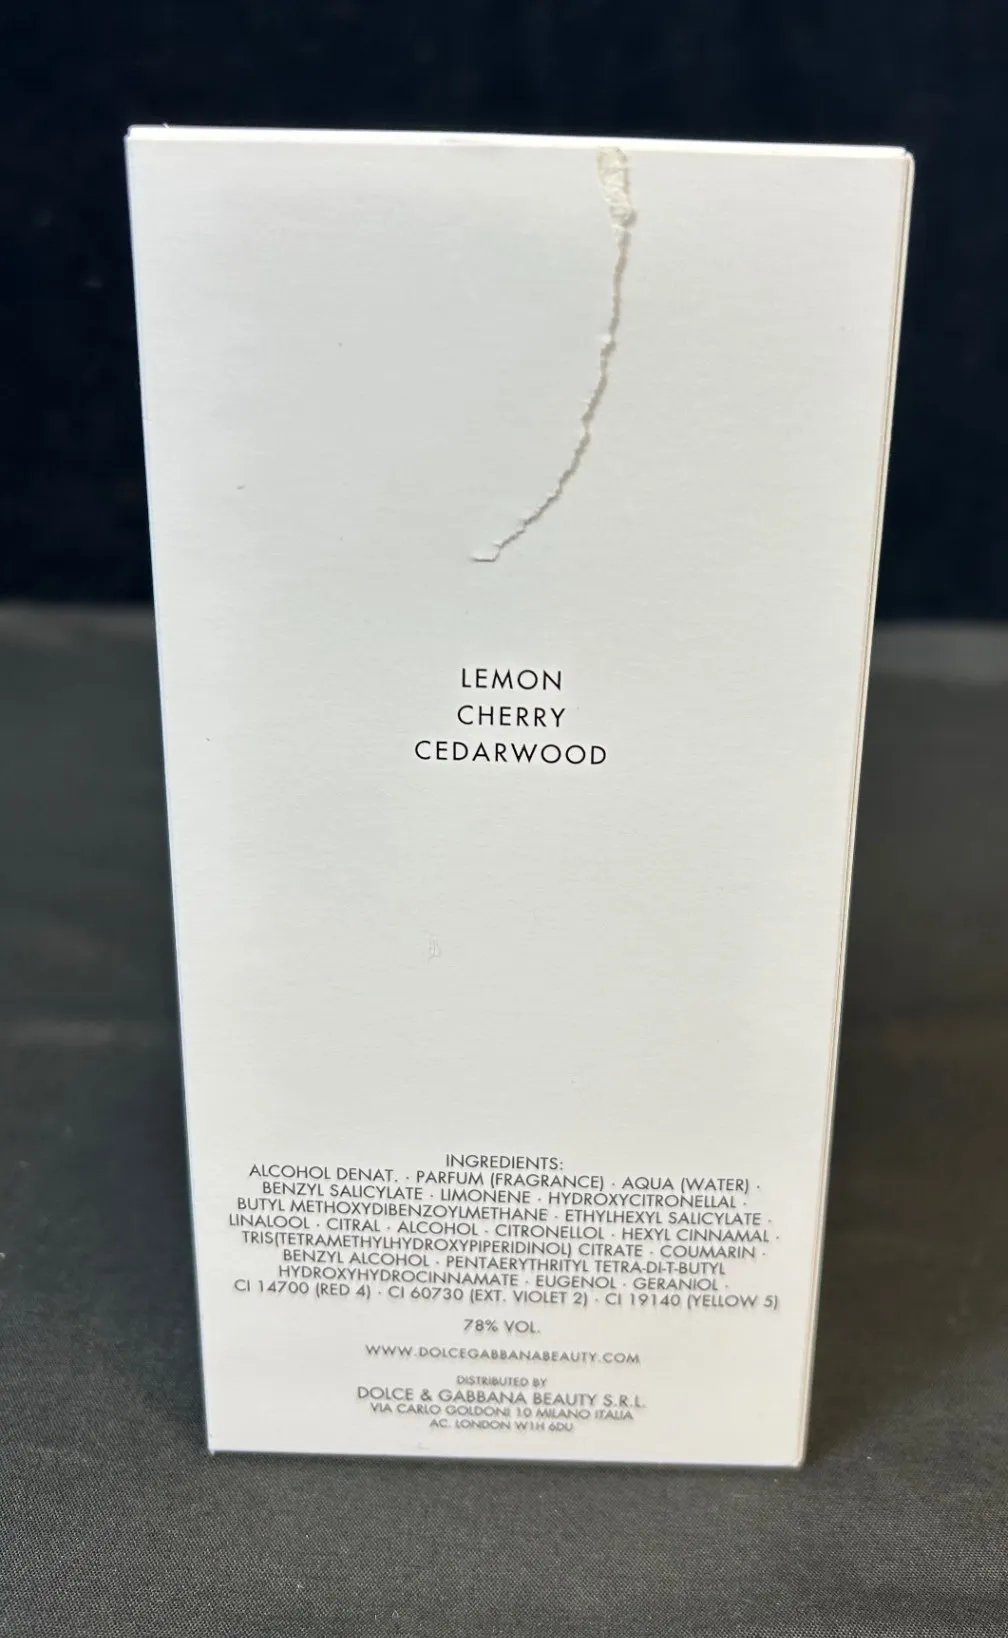 LEMON
CHERRY
CEDARWOOD
INGREDIENTS:
ALCOHOL DENAT. · PARFUM (FRAGRANCE) · AQUA (WATER) ·
BENZYL SALICYLATE · LIMONENE · HYDROXYCITRONELLAL ·
BUTYL METHOXYDIBENZOYLMETHANE · ETHYLHEXYL SALICYLATE ·
LINALOOL · CITRAL · ALCOHOL · CITRONELLOL · HEXYL CINNAMAL ·
TRIS(TETRAMETHYLHYDROXYPIPERIDINOL) CITRATE · COUMARIN ·
BENZYL ALCOHOL · PENTAERYTHRITYL TETRA-DI-T-BUTYL
HYDROXYHYDROCINNAMATE · EUGENOL · GERANIOL ·
CI 14700 (RED 4) · CI 60730 (EXT. VIOLET 2) · CI 19140 (YELLOW 5)
78% VOL.
WWW.DOLCEGABBANABEAUTY.COM
DISTRIBUTED BY
DOLCE & GABBANA BEAUTY S.R.L.
VIA CARLO GOLDONI 10 MILANO ITALIA
AC. LONDON W1H 6DU